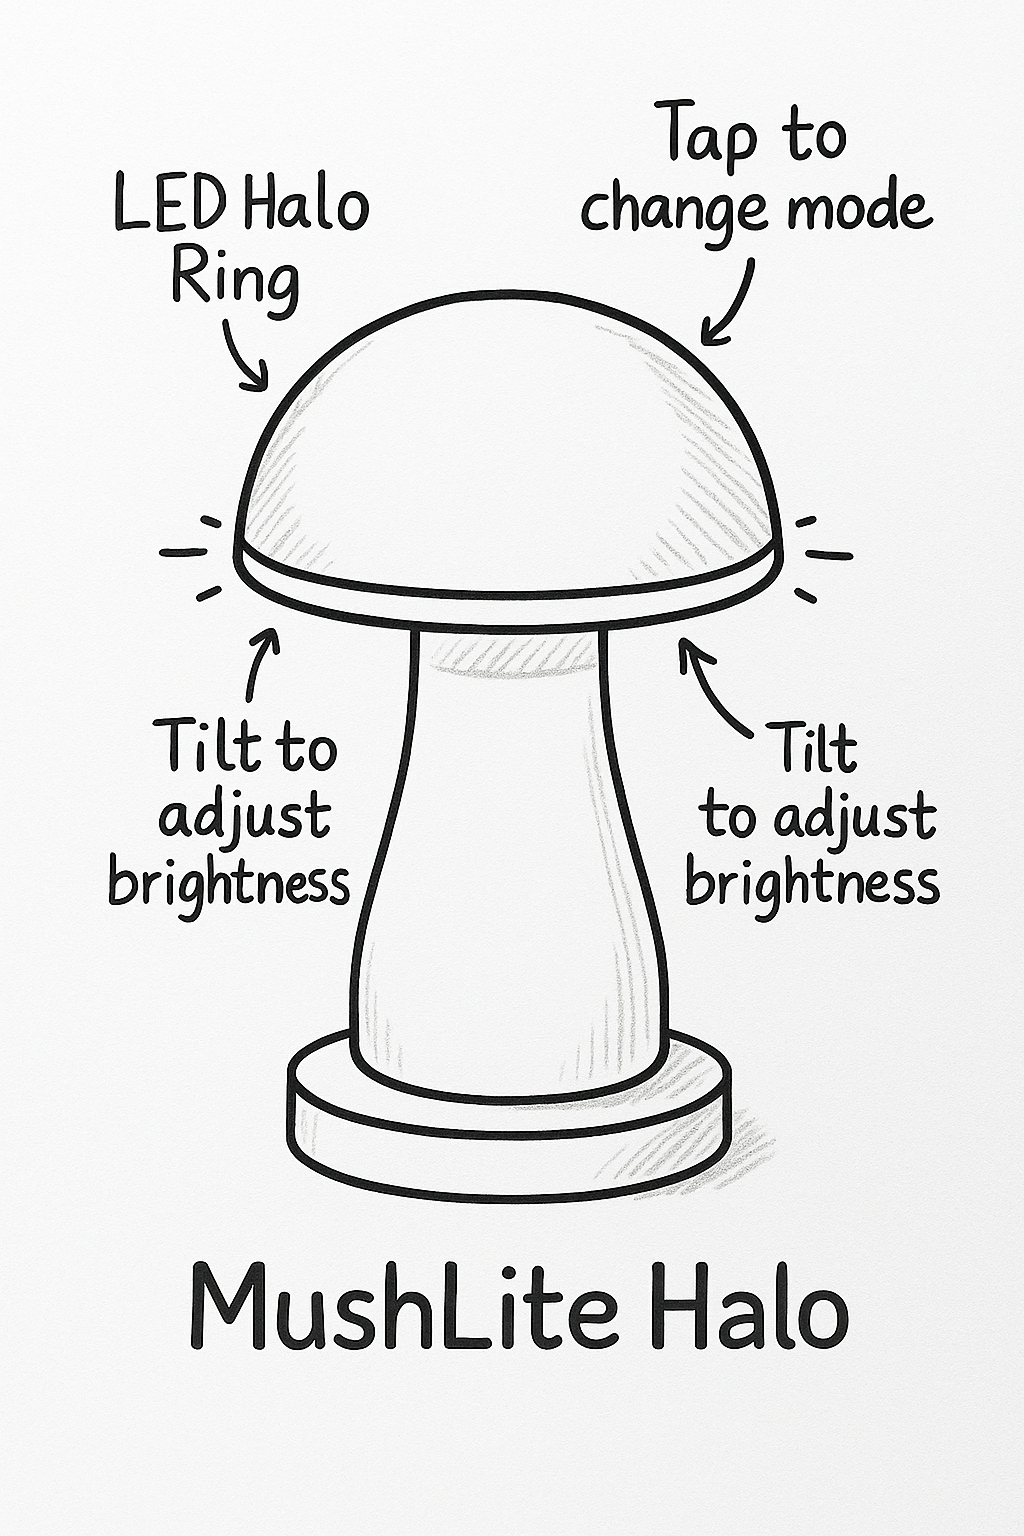 LED Halo
Ring
Tap to
change mode
Tilt to
adjust
brightness
Tilt
to adjust
brightness
MushLite Halo